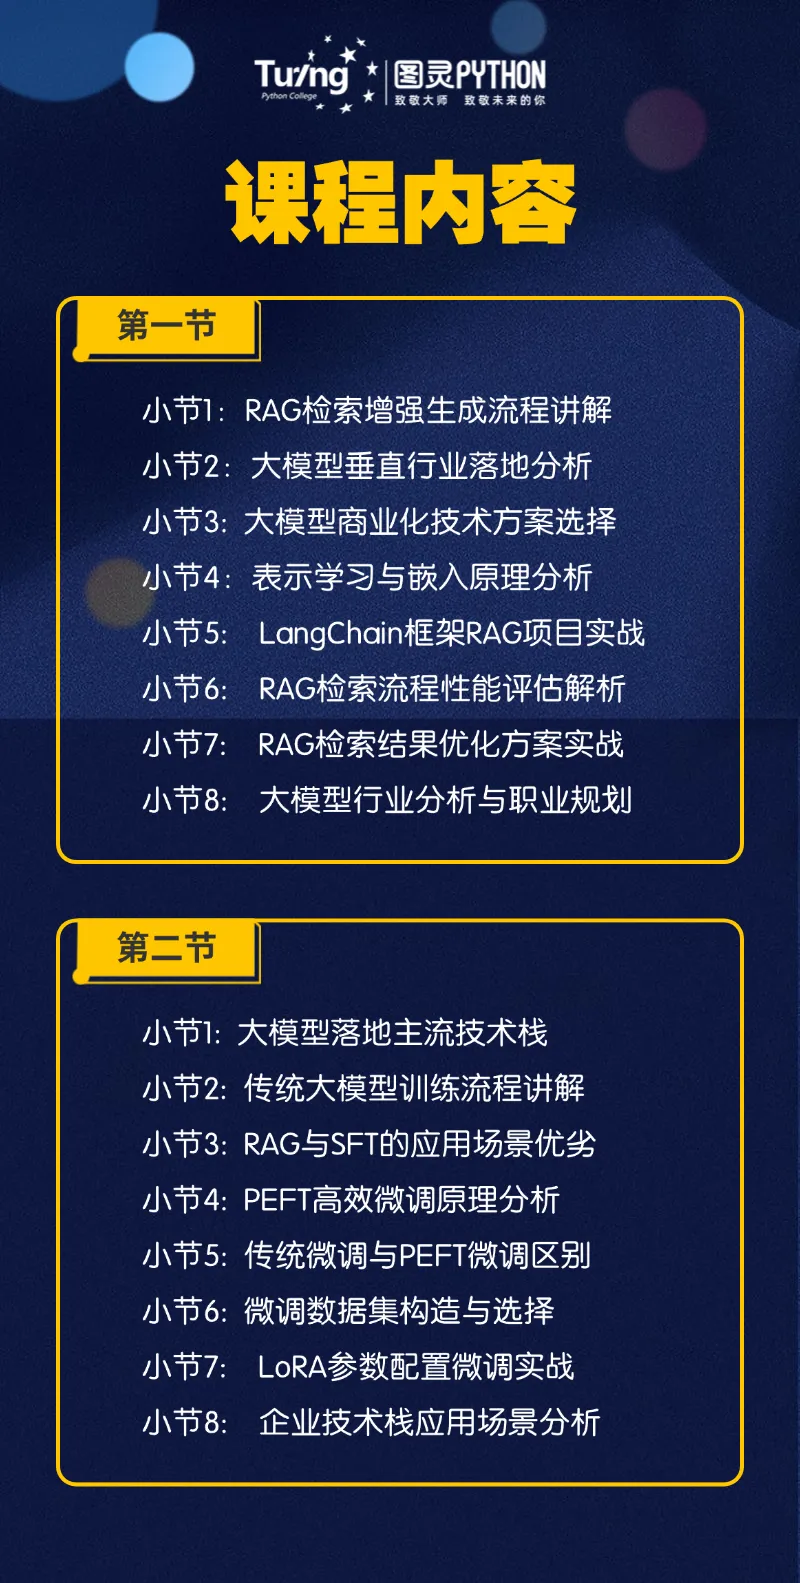 Turing
Python College
图灵PYTHON
致敬大师 致敬未来的你
课程内容
第一节
小节1：RAG检索增强生成流程讲解
小节2：大模型垂直行业落地分析
小节3: 大模型商业化技术方案选择
小节4：表示学习与嵌入原理分析
小节5: LangChain框架RAG项目实战
小节6: RAG检索流程性能评估解析
小节7: RAG检索结果优化方案实战
小节8: 大模型行业分析与职业规划
第二节
小节1: 大模型落地主流技术栈
小节2: 传统大模型训练流程讲解
小节3: RAG与SFT的应用场景优劣
小节4: PEFT高效微调原理分析
小节5: 传统微调与PEFT微调区别
小节6: 微调数据集构造与选择
小节7: LoRA参数配置微调实战
小节8: 企业技术栈应用场景分析